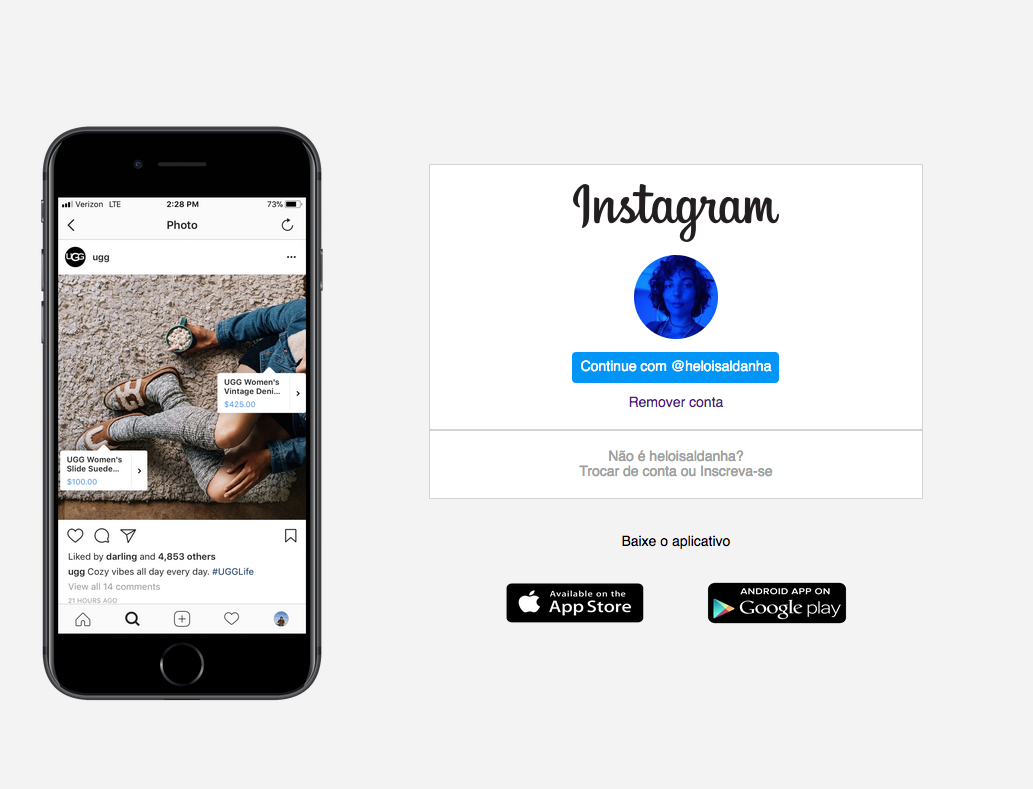 Verizon LTE 2:28 PM 73%
Photo
UGG ugg
UGG Women's
Vintage Deni...
$425.00
UGG Women's
Slide Suede...
$100.00
Liked by darling and 4,853 others
ugg Cozy vibes all day every day. #UGGLife
View all 14 comments
21 HOURS AGO
Instagram
Continue com @heloisaldanha
Remover conta
Não é heloisaldanha?
Trocar de conta ou Inscreva-se
Baixe o aplicativo
Available on the
App Store
ANDROID APP ON
Google play